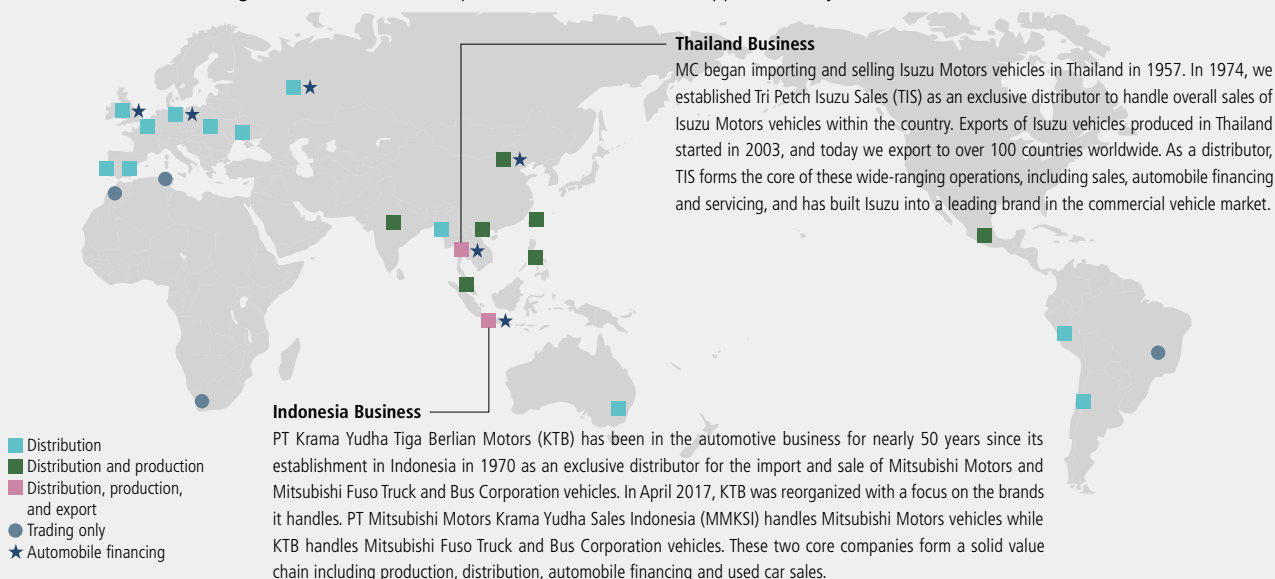 Thailand Business
MC began importing and selling Isuzu Motors vehicles in Thailand in 1957. In 1974, we
established Tri Petch Isuzu Sales (TIS) as an exclusive distributor to handle overall sales of
Isuzu Motors vehicles within the country. Exports of Isuzu vehicles produced in Thailand
started in 2003, and today we export to over 100 countries worldwide. As a distributor,
TIS forms the core of these wide-ranging operations, including sales, automobile financing
and servicing, and has built Isuzu into a leading brand in the commercial vehicle market.
Indonesia Business
PT Krama Yudha Tiga Berlian Motors (KTB) has been in the automotive business for nearly 50 years since its
establishment in Indonesia in 1970 as an exclusive distributor for the import and sale of Mitsubishi Motors and
Mitsubishi Fuso Truck and Bus Corporation vehicles. In April 2017, KTB was reorganized with a focus on the brands
it handles. PT Mitsubishi Motors Krama Yudha Sales Indonesia (MMKSI) handles Mitsubishi Motors vehicles while
KTB handles Mitsubishi Fuso Truck and Bus Corporation vehicles. These two core companies form a solid value
chain including production, distribution, automobile financing and used car sales.
Distribution
Distribution and production
Distribution, production,
and export
Trading only
Automobile financing